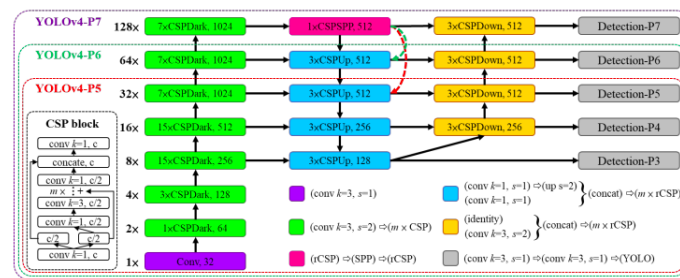 YOLOv4-P7 128× 7×CSPDark, 1024 1×CSPSPP, 512 3×CSPDown, 512 Detection-P7
YOLOv4-P6 64× 7×CSPDark, 1024 3×CSPUp, 512 3×CSPDown, 512 Detection-P6
YOLOv4-P5 32× 7×CSPDark, 1024 3×CSPUp, 512 3×CSPDown, 512 Detection-P5
16× 15×CSPDark, 512 3×CSPUp, 256 3×CSPDown, 256 Detection-P4
8× 15×CSPDark, 256 3×CSPUp, 128 Detection-P3
4× 3×CSPDark, 128
2× 1×CSPDark, 64
1× Conv, 32
CSP block
conv k=1, c
concate, c
conv k=1, c/2
m × ⋮ +
conv k=3, c/2
conv k=1, c/2
c/2 c/2
conv k=1, c
(conv k=3, s=1)
(conv k=3, s=2) ⇨ (m × CSP)
(rCSP) ⇨ (SPP) ⇨ (rCSP)
(conv k=1, s=1) ⇨ (up s=2)
(conv k=1, s=1)
} (concat) ⇨ (m × rCSP)
(identity)
(conv k=3, s=2)
} (concat) ⇨ (m × rCSP)
(conv k=3, s=1) ⇨ (conv k=3, s=1) ⇨ (YOLO)